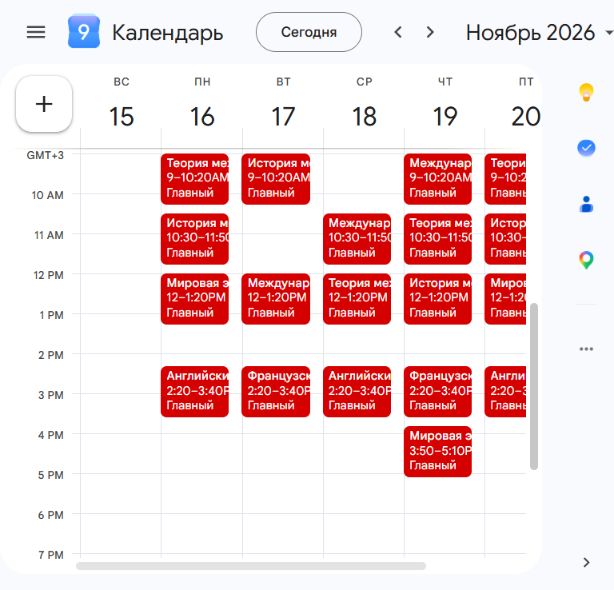 9 Календарь Сегодня Ноябрь 2026
ВС ПН ВТ СР ЧТ ПТ
15 16 17 18 19 20
GMT+3
Теория меж История м Междунар Теори
9–10:20AM 9–10:20AM 9–10:20AM 9–10:2
Главный Главный Главный Главн
10 AM
История м Междунар Теория меж Истор
10:30–11:50 10:30–11:50 10:30–11:50 10:30–
11 AM
Главный Главный Главный Главн
12 PM
Мировая э Междунар Теория меж История м Миров
12–1:20PM 12–1:20PM 12–1:20PM 12–1:20PM 12–1:20
1 PM
Главный Главный Главный Главный Главн
2 PM
Английски Французск Английски Французск Англи
2:20–3:40P 2:20–3:40P 2:20–3:40P 2:20–3:40P 2:20–
3 PM
Главный Главный Главный Главный Главн
4 PM
Мировая э
3:50–5:10P
Главный
5 PM
6 PM
7 PM